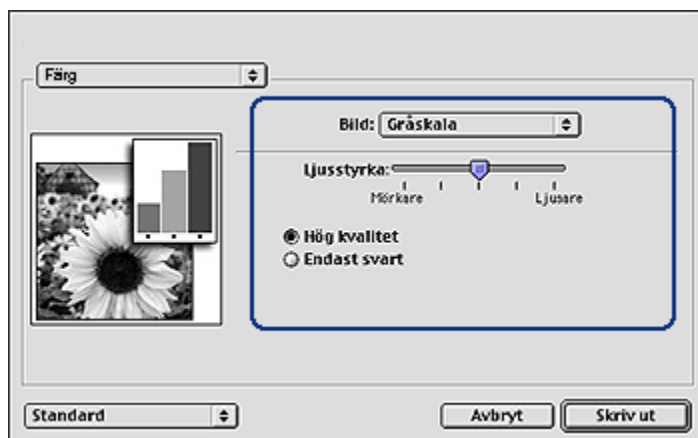 Färg
Bild: Gråskala
Ljusstyrka:
Mörkare Ljusare
Hög kvalitet
Endast svart
Standard Avbryt Skriv ut